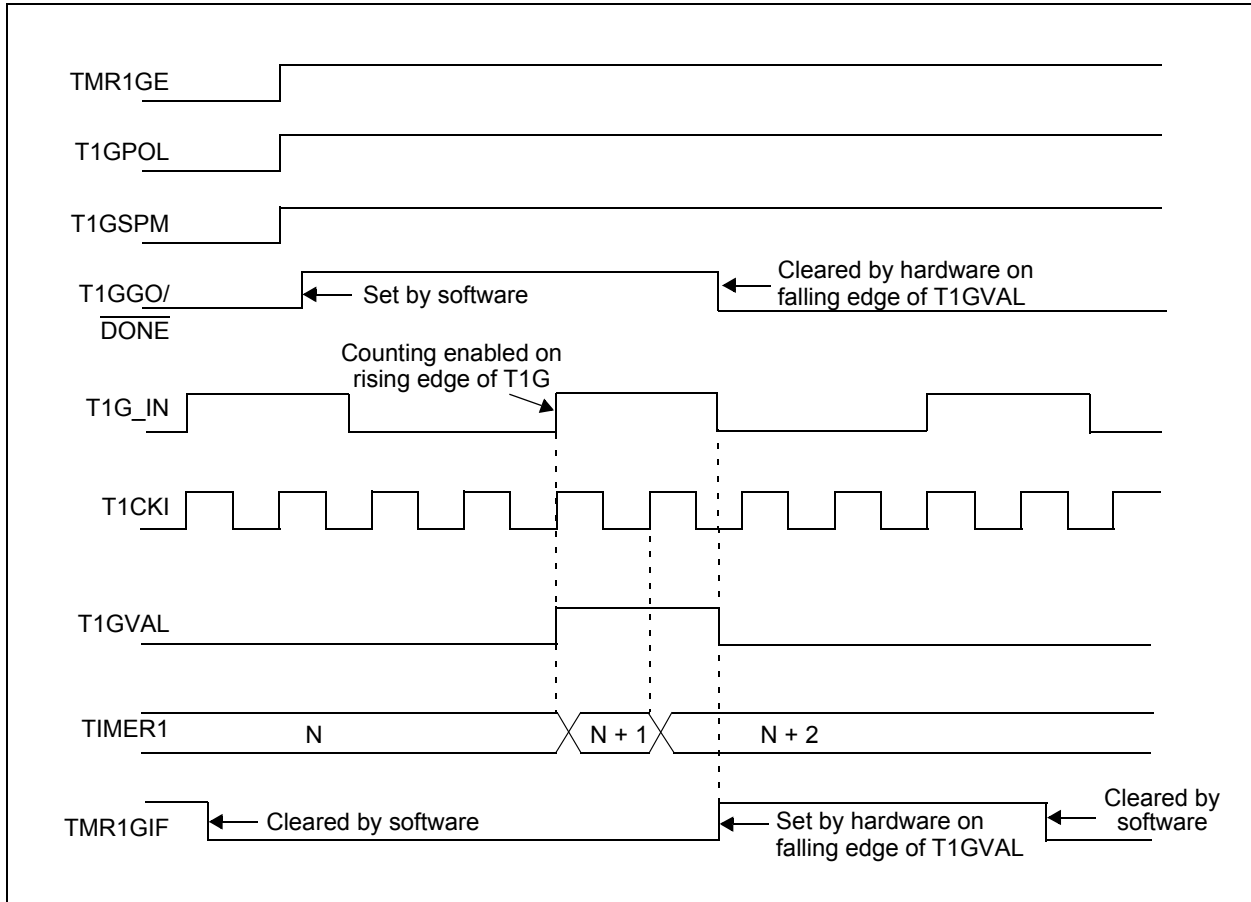 TMR1GE
T1GPOL
T1GSPM
T1GGO/
DONE
Set by software
Cleared by hardware on
falling edge of T1GVAL
Counting enabled on
rising edge of T1G
T1G_IN
T1CKI
T1GVAL
TIMER1
N
N + 1
N + 2
TMR1GIF
Cleared by software
Set by hardware on
falling edge of T1GVAL
Cleared by
software